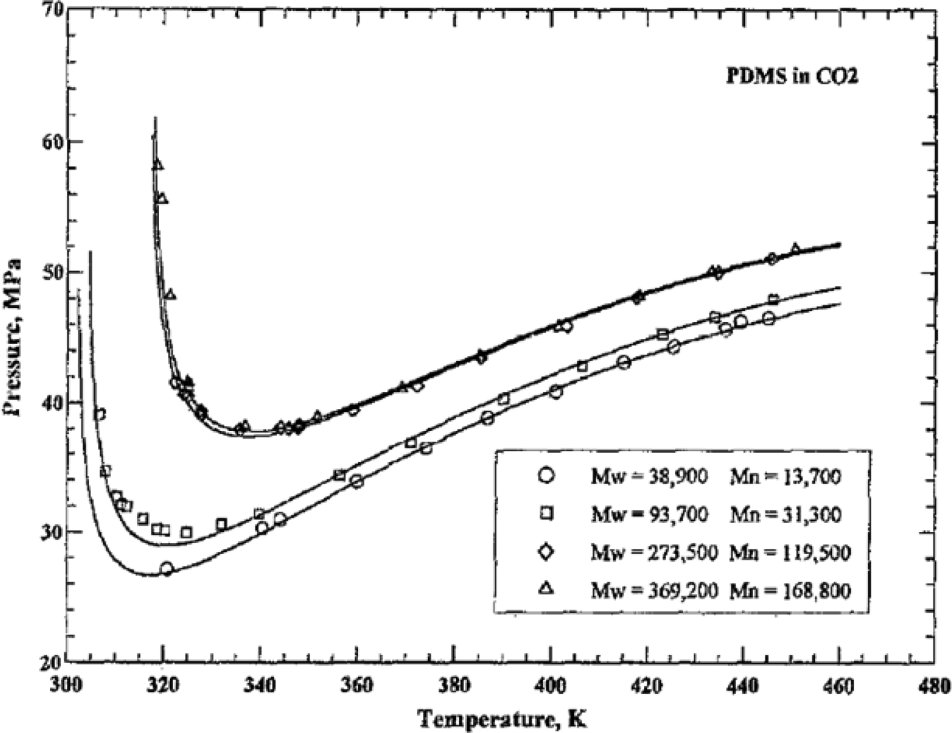 70
60
50
40
30
20
Pressure, MPa
PDMS in CO2
Mw = 38,900 Mn = 13,700
Mw = 93,700 Mn = 31,300
Mw = 273,500 Mn = 119,500
Mw = 369,200 Mn = 168,800
300 320 340 360 380 400 420 440 460 480
Temperature, K